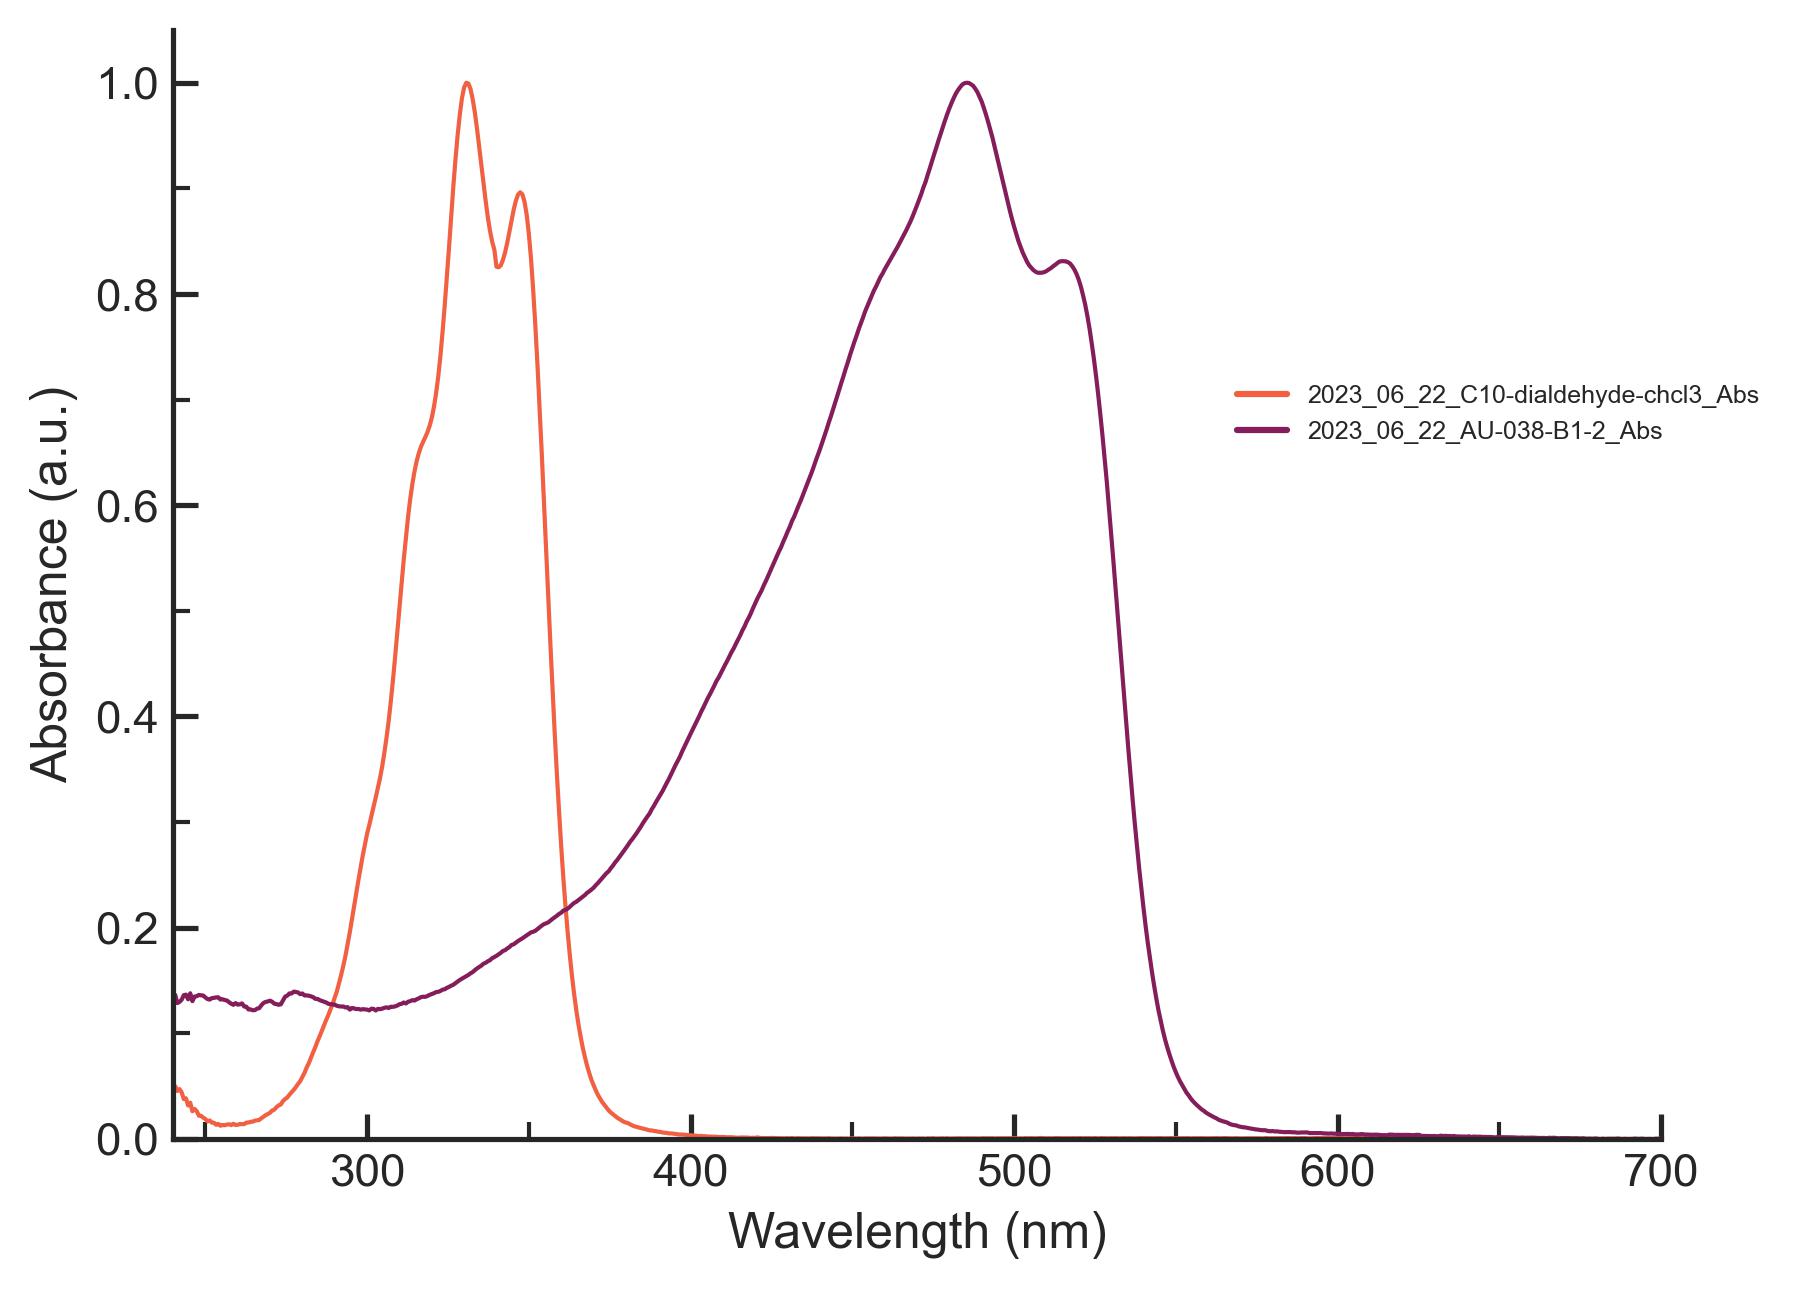 Absorbance (a.u.)
1.0
0.8
0.6
0.4
0.2
0.0
2023_06_22_C10-dialdehyde-chcl3_Abs
2023_06_22_AU-038-B1-2_Abs
300 400 500 600 700
Wavelength (nm)